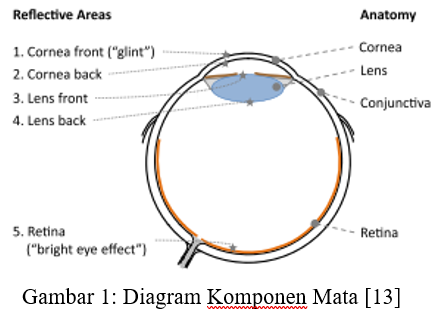 Reflective Areas
Anatomy
1. Cornea front ("glint")
2. Cornea back
3. Lens front
4. Lens back
5. Retina
("bright eye effect")
Cornea
Lens
Conjunctiva
Retina
Gambar 1: Diagram Komponen Mata [13]